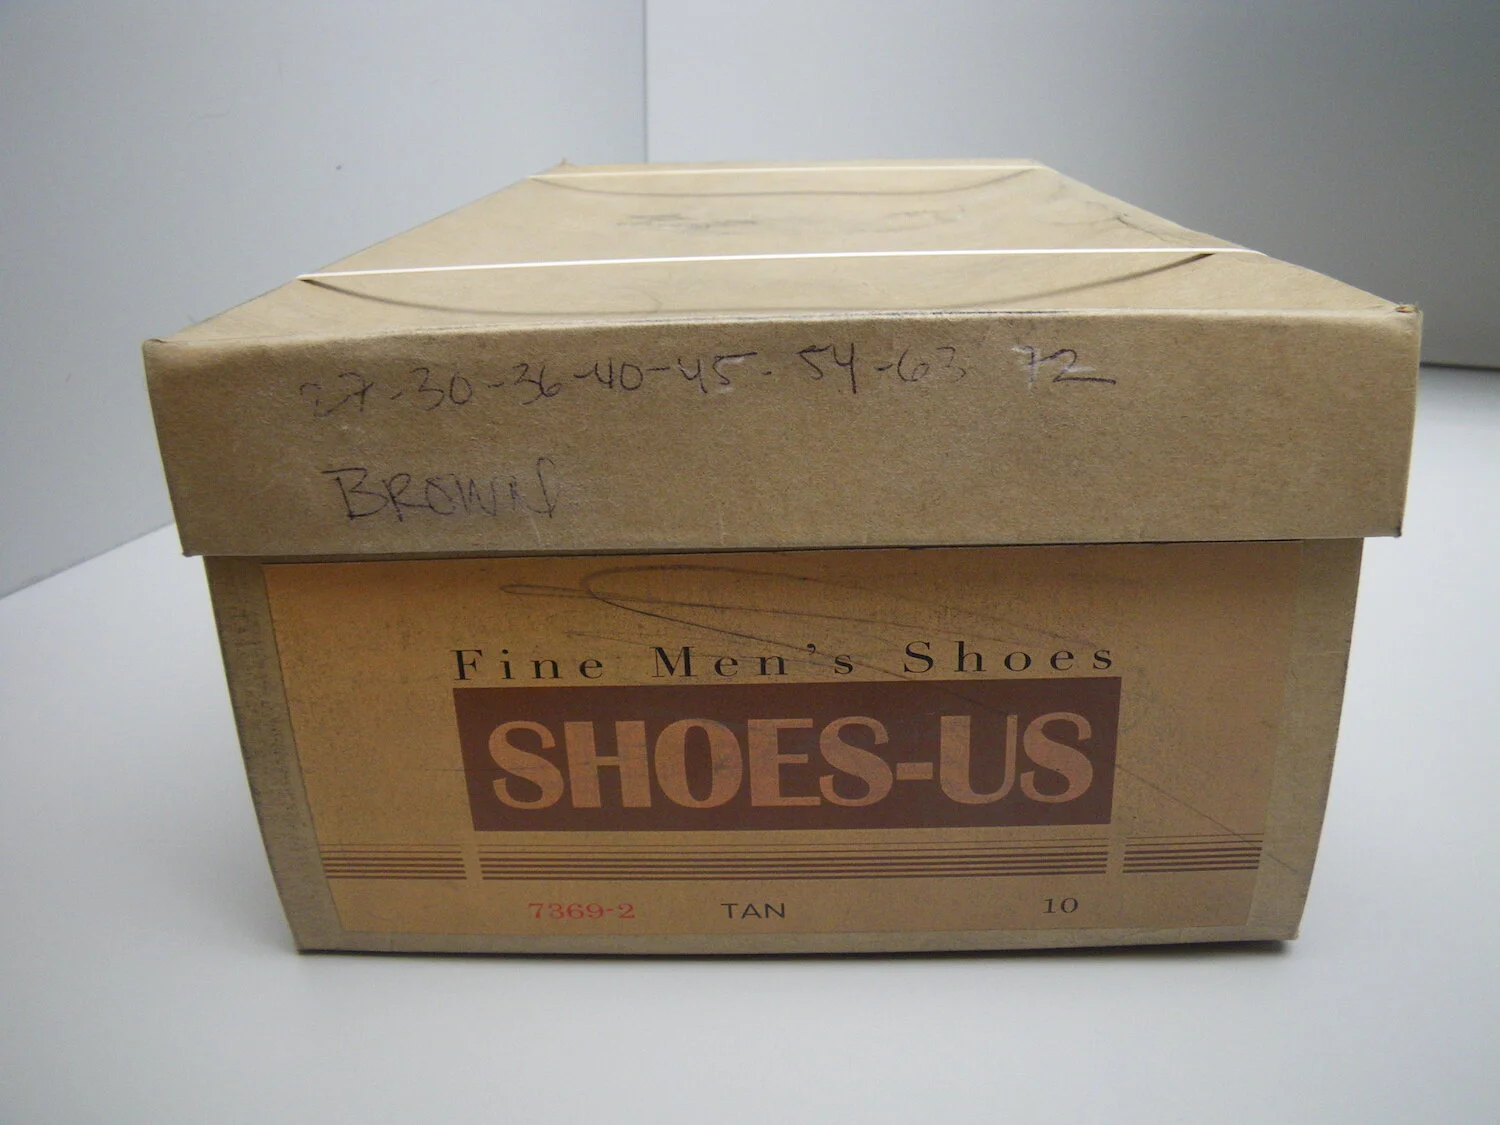 27-30-36-40-45-54-63 72
BROWN
Fine Men's Shoes
SHOES-US
7369-2 TAN 10